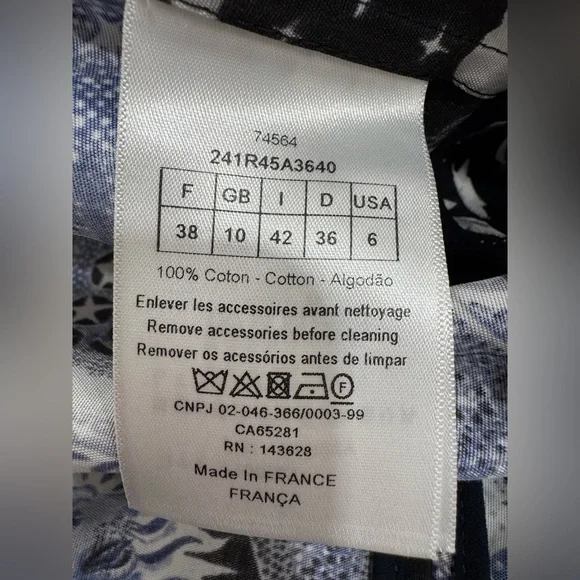 74564
241R45A3640
F GB I D USA
38 10 42 36 6
100% Coton - Cotton - Algodão
Enlever les accessoires avant nettoyage
Remove accessories before cleaning
Remover os acessórios antes de limpar
F
CNPJ 02-046-366/0003-99
CA65281
RN : 143628
Made In FRANCE
FRANÇA